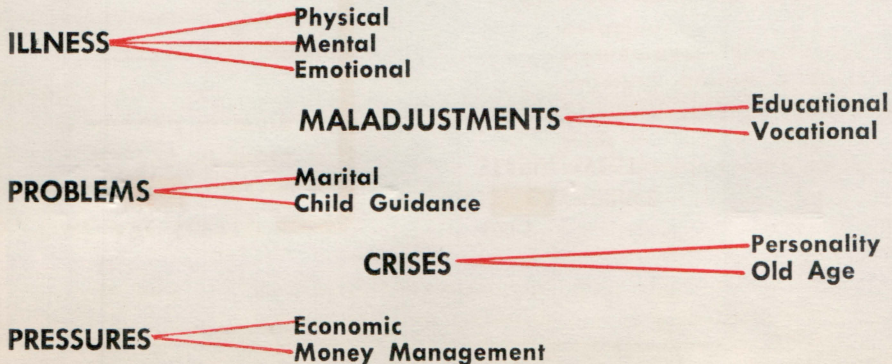 ILLNESS
Physical
Mental
Emotional
MALADJUSTMENTS
Educational
Vocational
PROBLEMS
Marital
Child Guidance
CRISES
Personality
Old Age
PRESSURES
Economic
Money Management